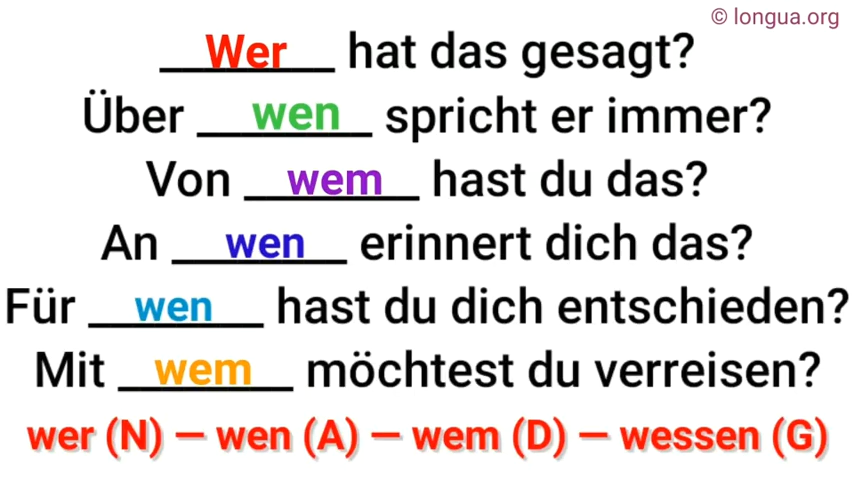 © longua.org
Wer hat das gesagt?
Über wen spricht er immer?
Von wem hast du das?
An wen erinnert dich das?
Für wen hast du dich entschieden?
Mit wem möchtest du verreisen?
wer (N) — wen (A) — wem (D) — wessen (G)